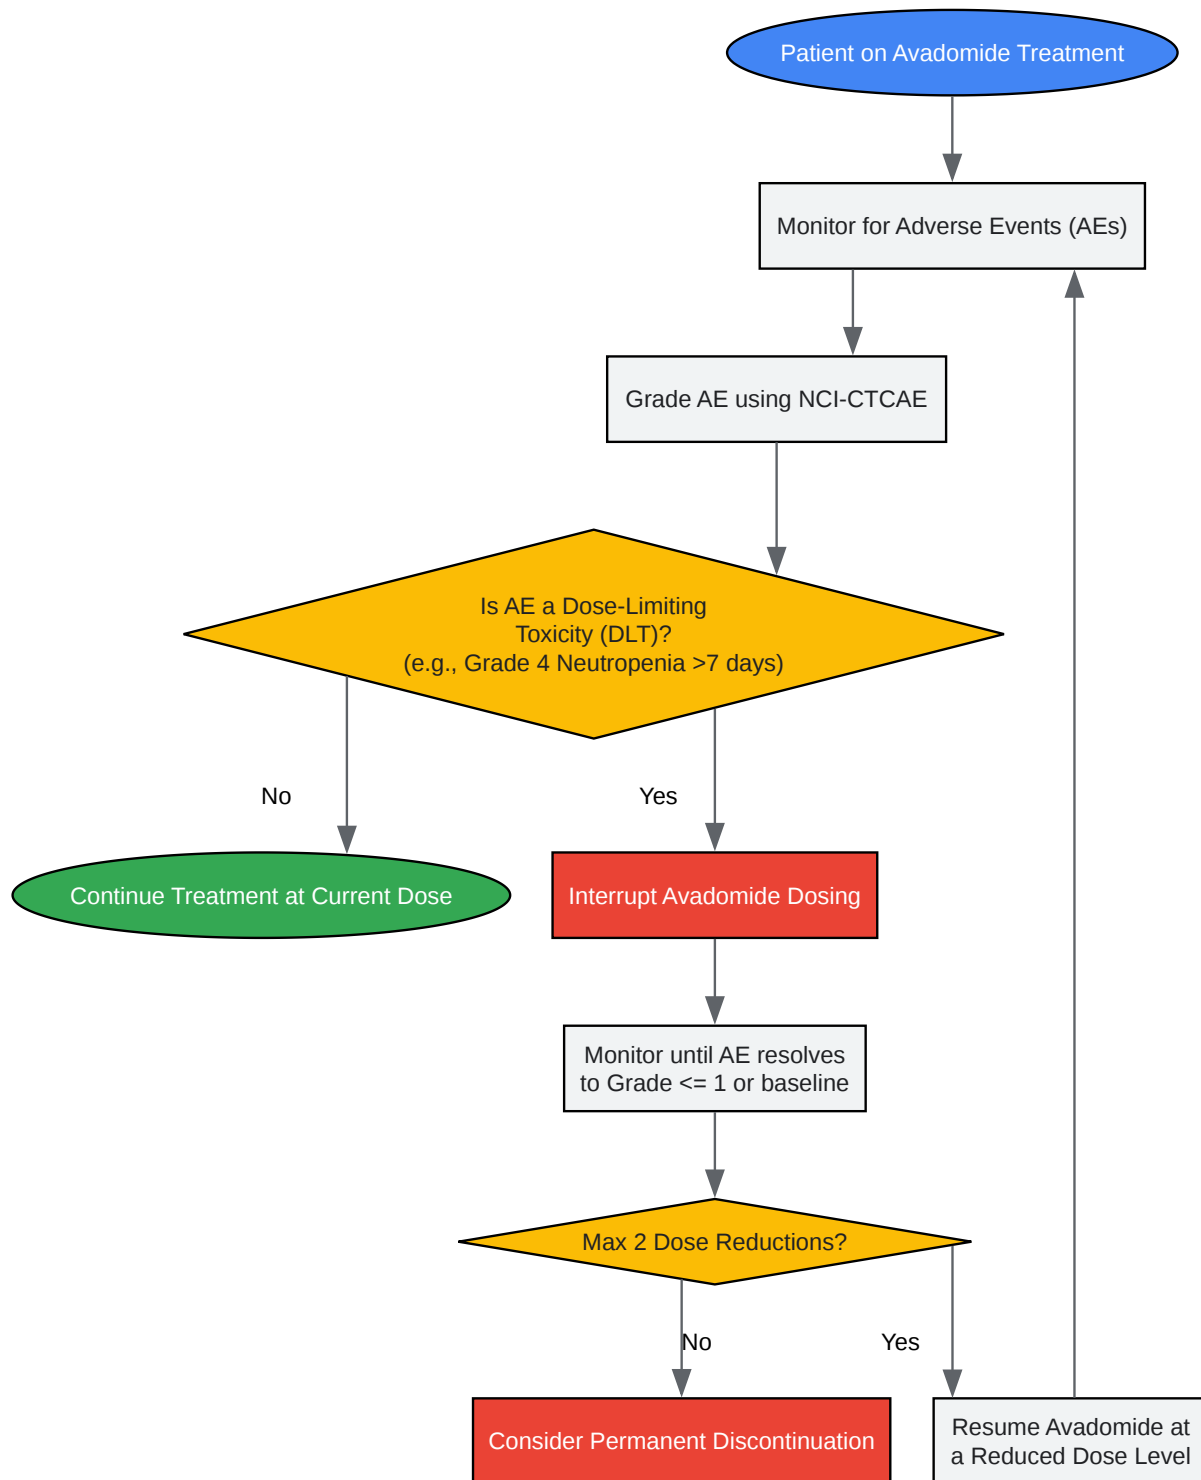 Patient on Avadomide Treatment
Monitor for Adverse Events (AEs)
Grade AE using NCI-CTCAE
Is AE a Dose-Limiting
Toxicity (DLT)?
(e.g., Grade 4 Neutropenia >7 days)
No
Yes
Continue Treatment at Current Dose
Interrupt Avadomide Dosing
Monitor until AE resolves
to Grade <= 1 or baseline
Max 2 Dose Reductions?
No
Yes
Consider Permanent Discontinuation
Resume Avadomide at
a Reduced Dose Level